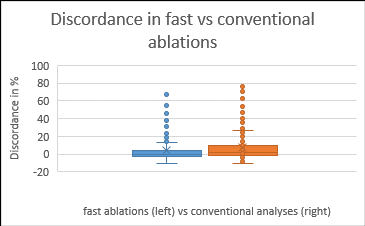 Discordance in fast vs conventional
ablations
Discordance in %
100
80
60
40
20
0
-20
fast ablations (left) vs conventional analyses (right)